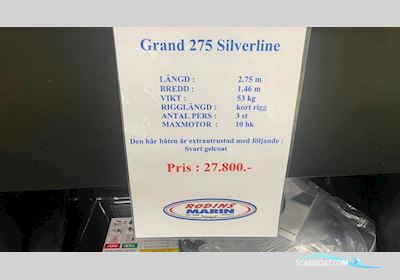 Grand 275 Silverline
LÄNGD : 2.75 m
BREDD : 1.46 m
VIKT : 53 kg
RIGGLÄNGD : kort rigg
ANTAL PERS : 3 st
MAXMOTOR : 10 hk
Den här båten är extrautrustad med följande :
Svart gelcoat
Pris : 27.800.-
RODINS
MARIN
SCANBOAT.COM